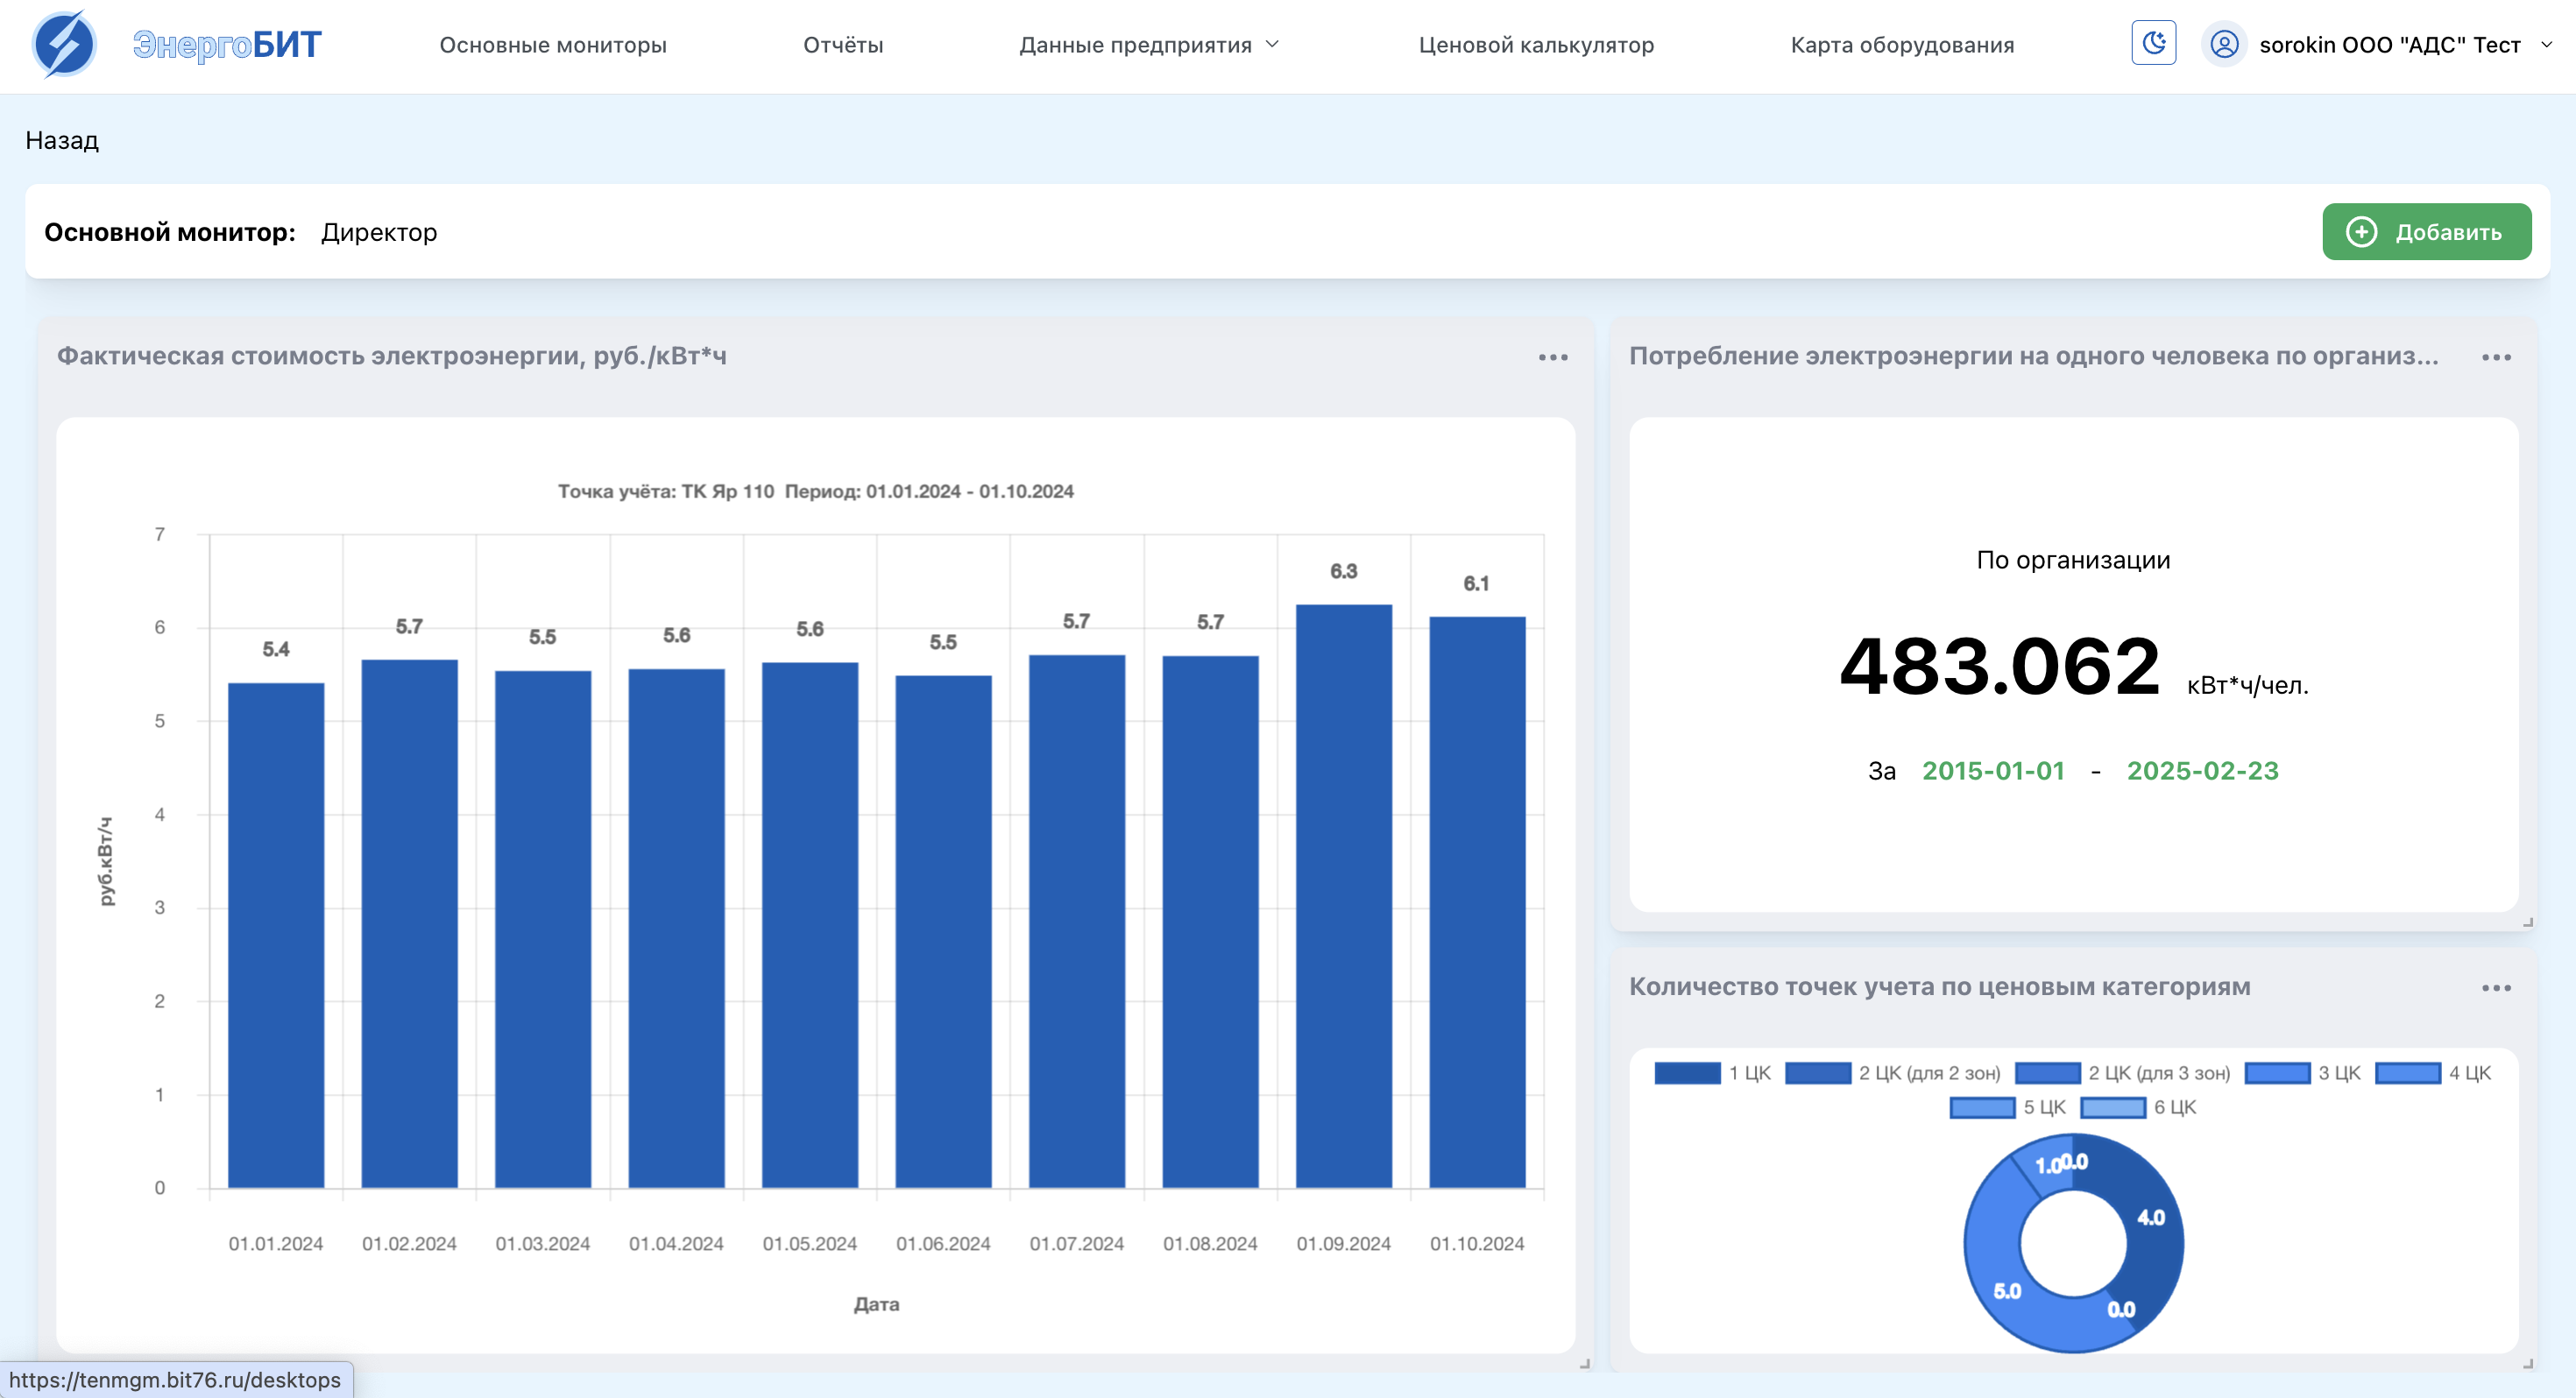 ЭнергоБИТ
Основные мониторы
Отчёты
Данные предприятия
Ценовой калькулятор
Карта оборудования
sorokin ООО "АДС" Тест
Назад
Основной монитор: Директор
Добавить
Фактическая стоимость электроэнергии, руб./кВт*ч
Точка учёта: ТК Яр 110 Период: 01.01.2024 - 01.10.2024
7
6
5
4
3
2
1
0
руб.кВт/ч
5.4
5.7
5.5
5.6
5.6
5.5
5.7
5.7
6.3
6.1
01.01.2024
01.02.2024
01.03.2024
01.04.2024
01.05.2024
01.06.2024
01.07.2024
01.08.2024
01.09.2024
01.10.2024
Дата
Потребление электроэнергии на одного человека по организ...
По организации
483.062 кВт*ч/чел.
За 2015-01-01 - 2025-02-23
Количество точек учета по ценовым категориям
1 ЦК 2 ЦК (для 2 зон) 2 ЦК (для 3 зон) 3 ЦК 4 ЦК
5 ЦК 6 ЦК
1.0
0.0
4.0
5.0
0.0
https://tenmgm.bit76.ru/desktops